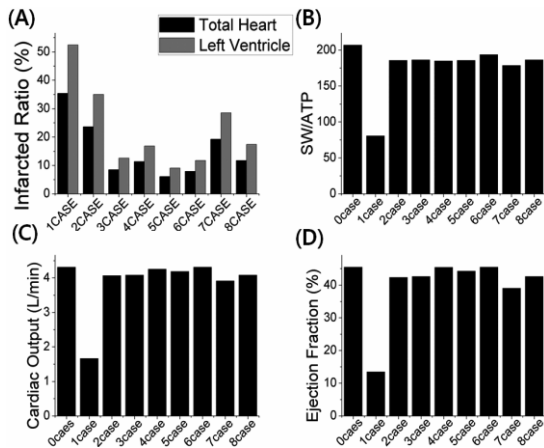 (A)
Total Heart
Left Ventricle
Infarcted Ratio (%)
50
40
30
20
10
0
1CASE
2CASE
3CASE
4CASE
5CASE
6CASE
7CASE
8CASE
(B)
SW/ATP
200
150
100
50
0
0case
1case
2case
3case
4case
5case
6case
7case
8case
(C)
Cardiac Output (L/min)
4
2
0
0caes
1case
2case
3case
4case
5case
6case
7case
8case
(D)
Ejection Fraction (%)
40
30
20
10
0
0caes
1case
2case
3case
4case
5case
6case
7case
8case